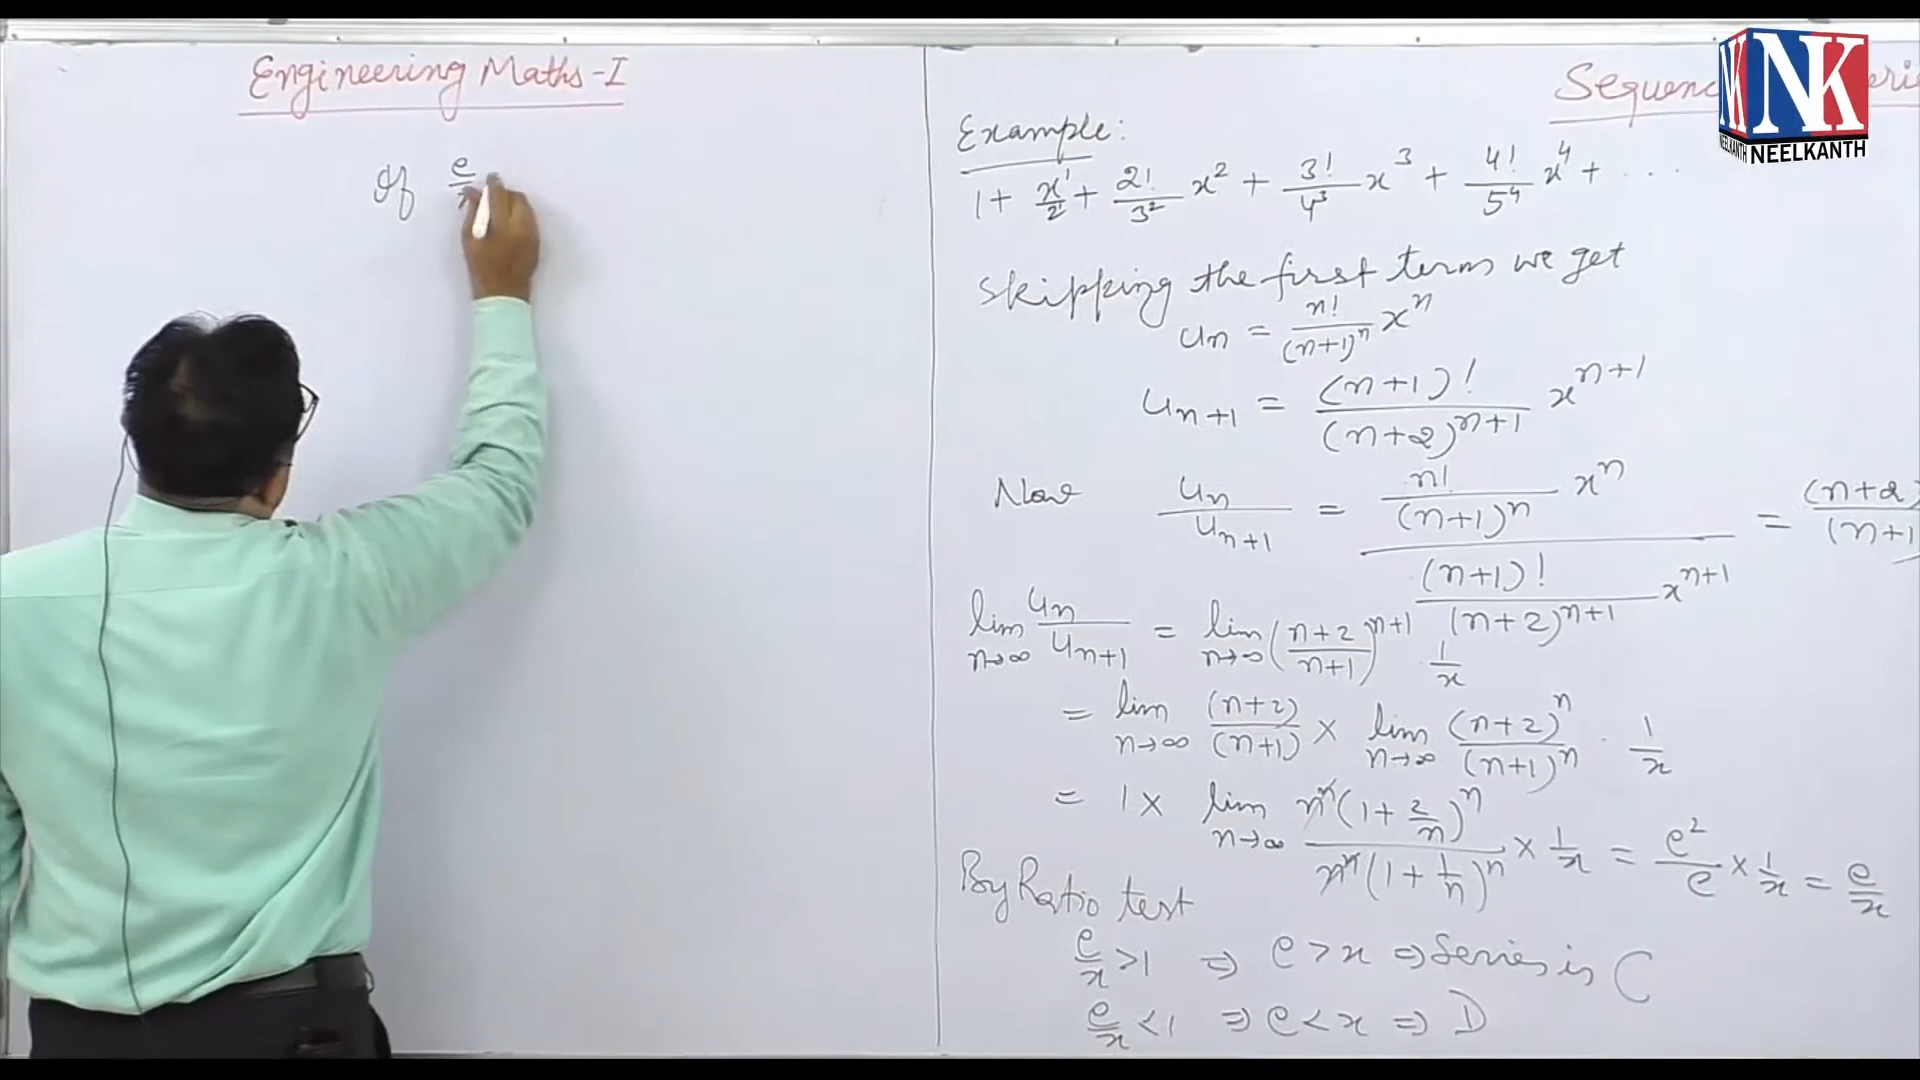 Engineering Maths-I
If e/
Example:
1 + x¹/2¹ + 2!/3² x² + 3!/4³ x³ + 4!/5⁴ x⁴ + ...
Skipping the first term we get
uₙ = n!/(n+1)ⁿ xⁿ
uₙ₊₁ = (n+1)!/(n+2)ⁿ⁺¹ xⁿ⁺¹
Now uₙ/uₙ₊₁ = n!/(n+1)ⁿ xⁿ / (n+1)!/(n+2)ⁿ⁺¹ xⁿ⁺¹ = (n+2)/(n+1)
lim n→∞ uₙ/uₙ₊₁ = lim n→∞ (n+2/n+1)ⁿ⁺¹ 1/x
= lim n→∞ (n+2)/(n+1) × lim n→∞ (n+2)ⁿ/(n+1)ⁿ · 1/x
= 1 × lim n→∞ nⁿ(1+2/n)ⁿ/nⁿ(1+1/n)ⁿ × 1/x = e²/e × 1/x = e/x
By Ratio test
e/x > 1 ⇒ e > x ⇒ Series is C
e/x < 1 ⇒ e < x ⇒ D
NK
NEELKANTH
NEELKANTH